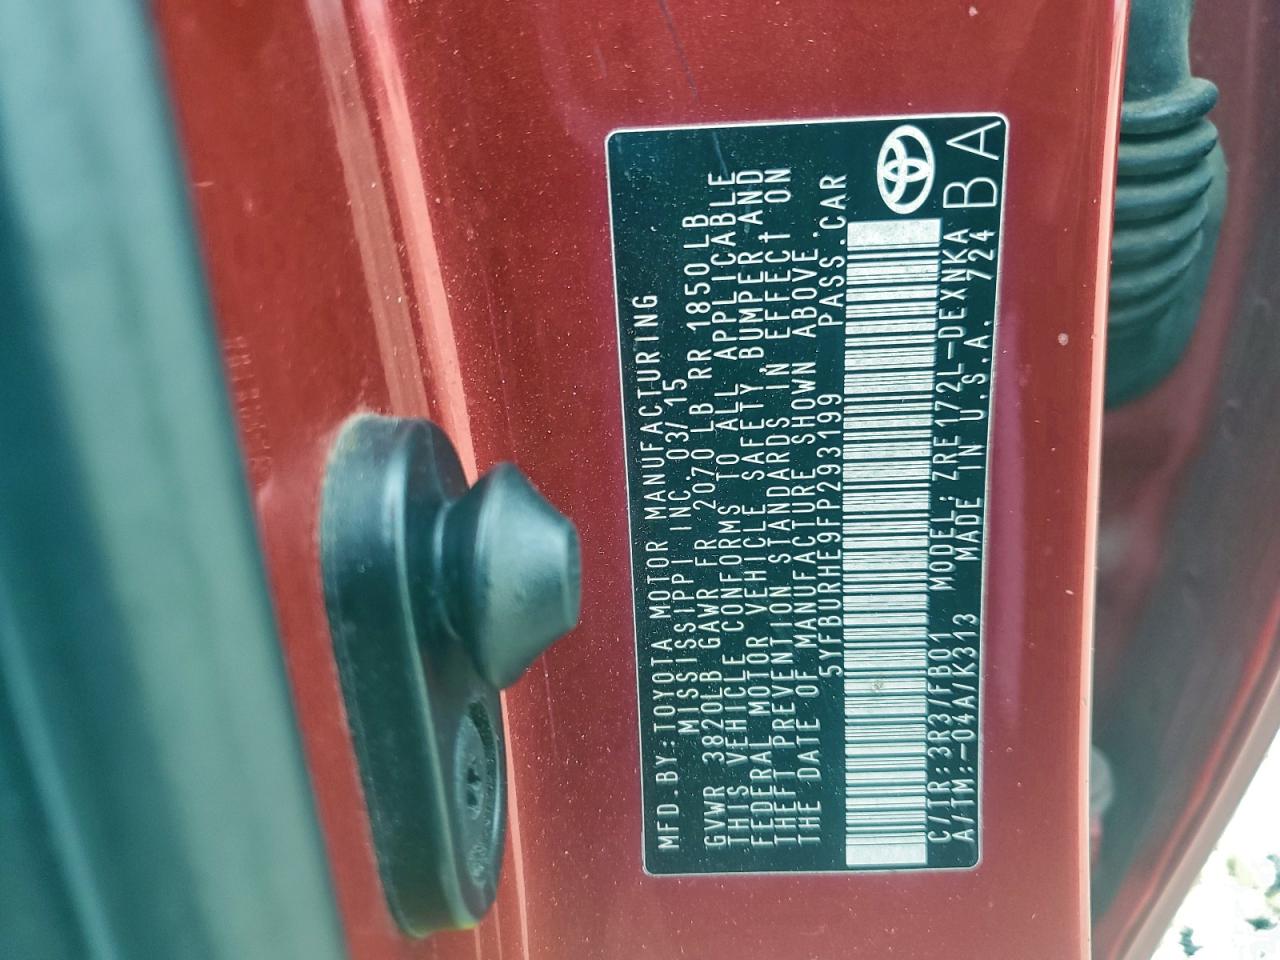 MFD.BY:TOYOTA MOTOR MANUFACTURING
MISSISSIPPI INC. 03/15
GVWR 3820LB GAWR FR 2070 LB RR 1850LB
THIS VEHICLE CONFORMS TO ALL APPLICABLE
FEDERAL MOTOR VEHICLE SAFETY,BUMPER AND
THEFT PREVENTION STANDARDS IN EFFECT ON
THE DATE OF MANUFACTURE SHOWN ABOVE.
5YFBURHE9FP293199 PASS.CAR
C/TR:3R3/FB01 MODEL:ZRE172L-DEXNKA
A/TM:-04A/K313 MADE IN U.S.A. 724
BA